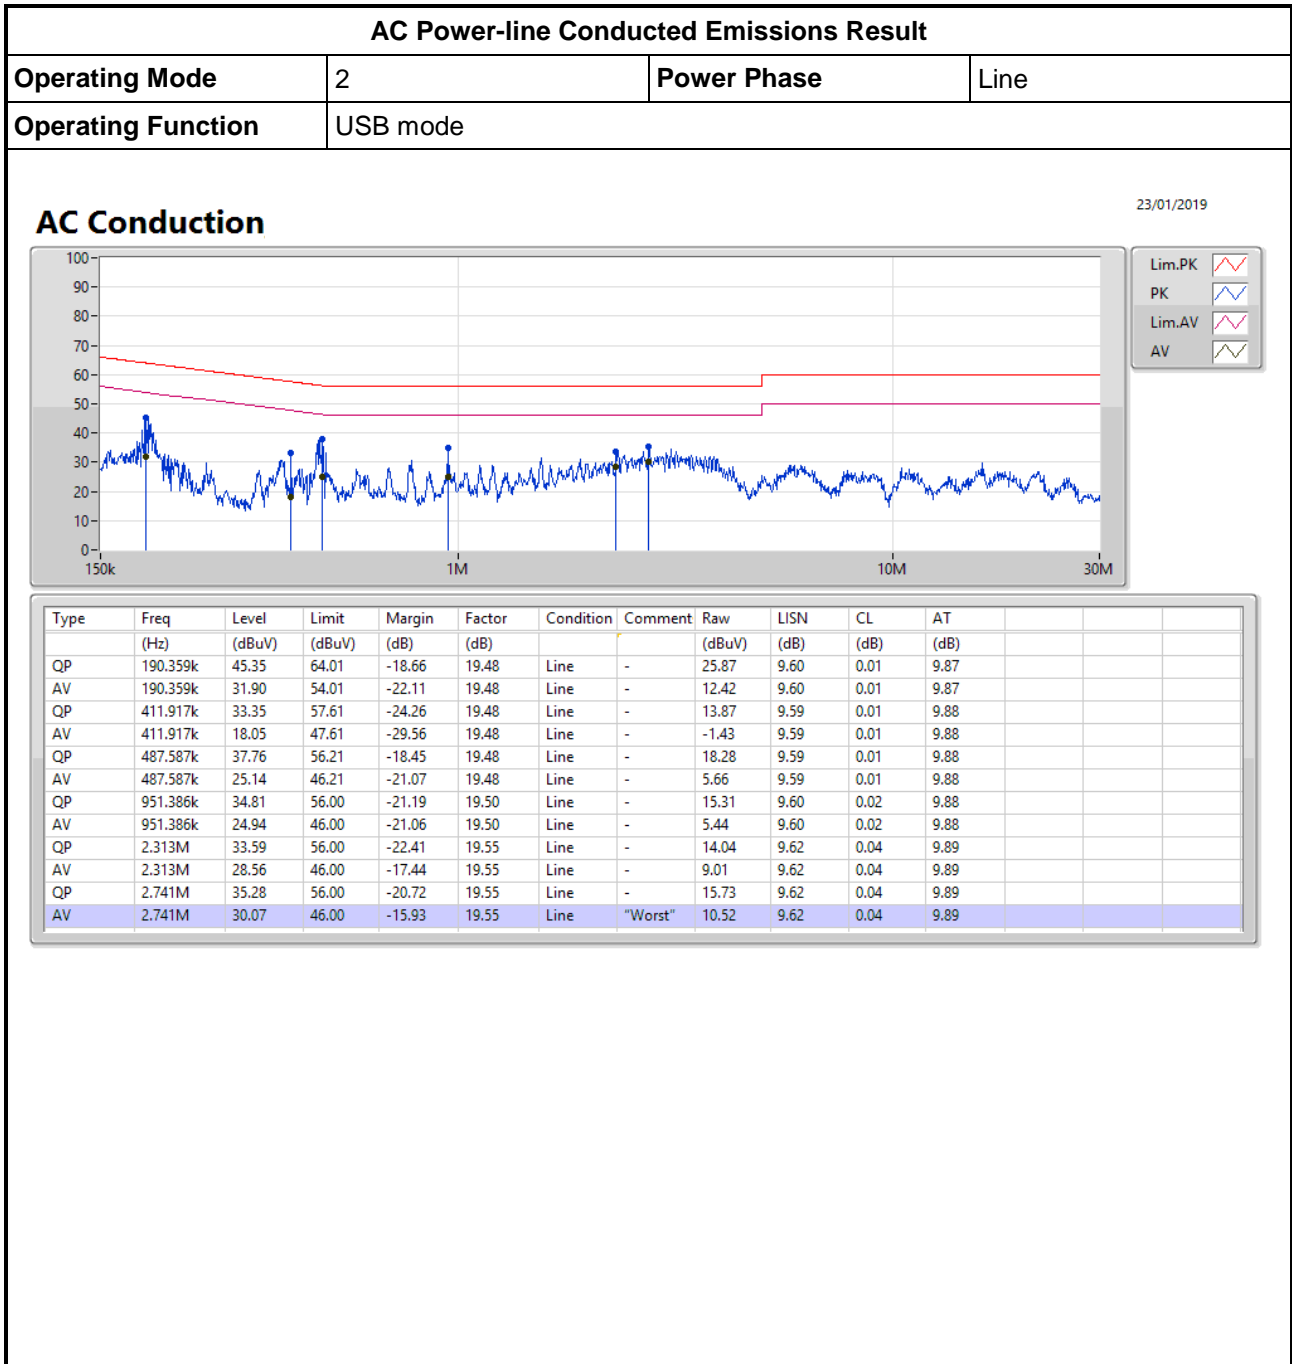 AC Power-line Conducted Emissions Result
Operating Mode 2 Power Phase Line
Operating Function USB mode
23/01/2019
AC Conduction
100
90
80
70
60
50
40
30
20
10
0
150k 1M 10M 30M
Lim.PK
PK
Lim.AV
AV
Type Freq Level Limit Margin Factor Condition Comment Raw LISN CL AT
(Hz) (dBuV) (dBuV) (dB) (dB) (dBuV) (dB) (dB) (dB)
QP 190.359k 45.35 64.01 -18.66 19.48 Line - 25.87 9.60 0.01 9.87
AV 190.359k 31.90 54.01 -22.11 19.48 Line - 12.42 9.60 0.01 9.87
QP 411.917k 33.35 57.61 -24.26 19.48 Line - 13.87 9.59 0.01 9.88
AV 411.917k 18.05 47.61 -29.56 19.48 Line - -1.43 9.59 0.01 9.88
QP 487.587k 37.76 56.21 -18.45 19.48 Line - 18.28 9.59 0.01 9.88
AV 487.587k 25.14 46.21 -21.07 19.48 Line - 5.66 9.59 0.01 9.88
QP 951.386k 34.81 56.00 -21.19 19.50 Line - 15.31 9.60 0.02 9.88
AV 951.386k 24.94 46.00 -21.06 19.50 Line - 5.44 9.60 0.02 9.88
QP 2.313M 33.59 56.00 -22.41 19.55 Line - 14.04 9.62 0.04 9.89
AV 2.313M 28.56 46.00 -17.44 19.55 Line - 9.01 9.62 0.04 9.89
QP 2.741M 35.28 56.00 -20.72 19.55 Line - 15.73 9.62 0.04 9.89
AV 2.741M 30.07 46.00 -15.93 19.55 Line "Worst" 10.52 9.62 0.04 9.89